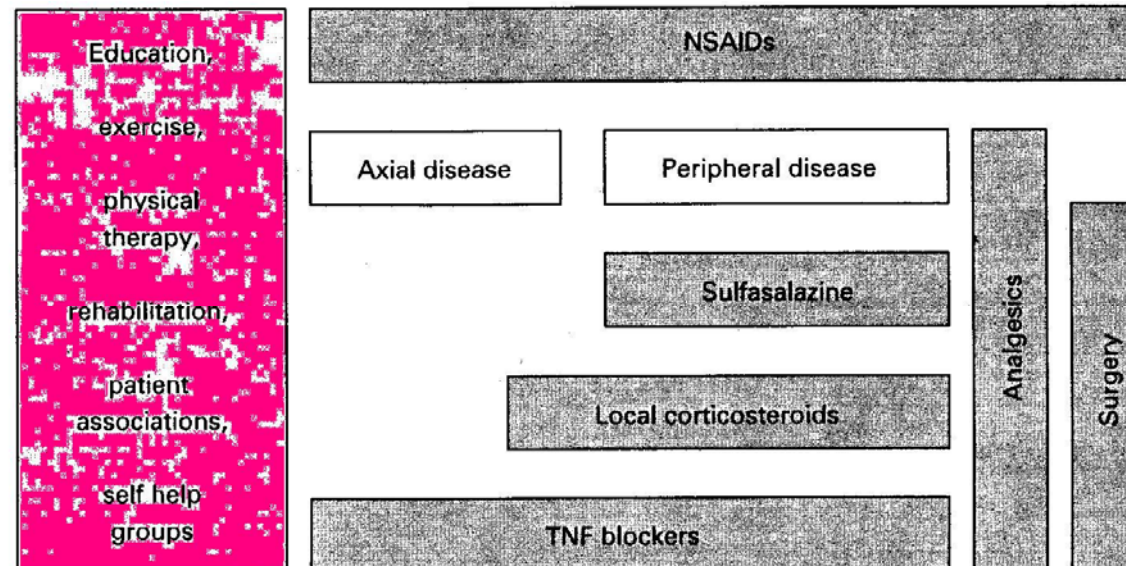 Education,
exercise,
physical
therapy,
rehabilitation,
patient
associations,
self help
groups
NSAIDs
Axial disease
Peripheral disease
Sulfasalazine
Local corticosteroids
TNF blockers
Analgesics
Surgery